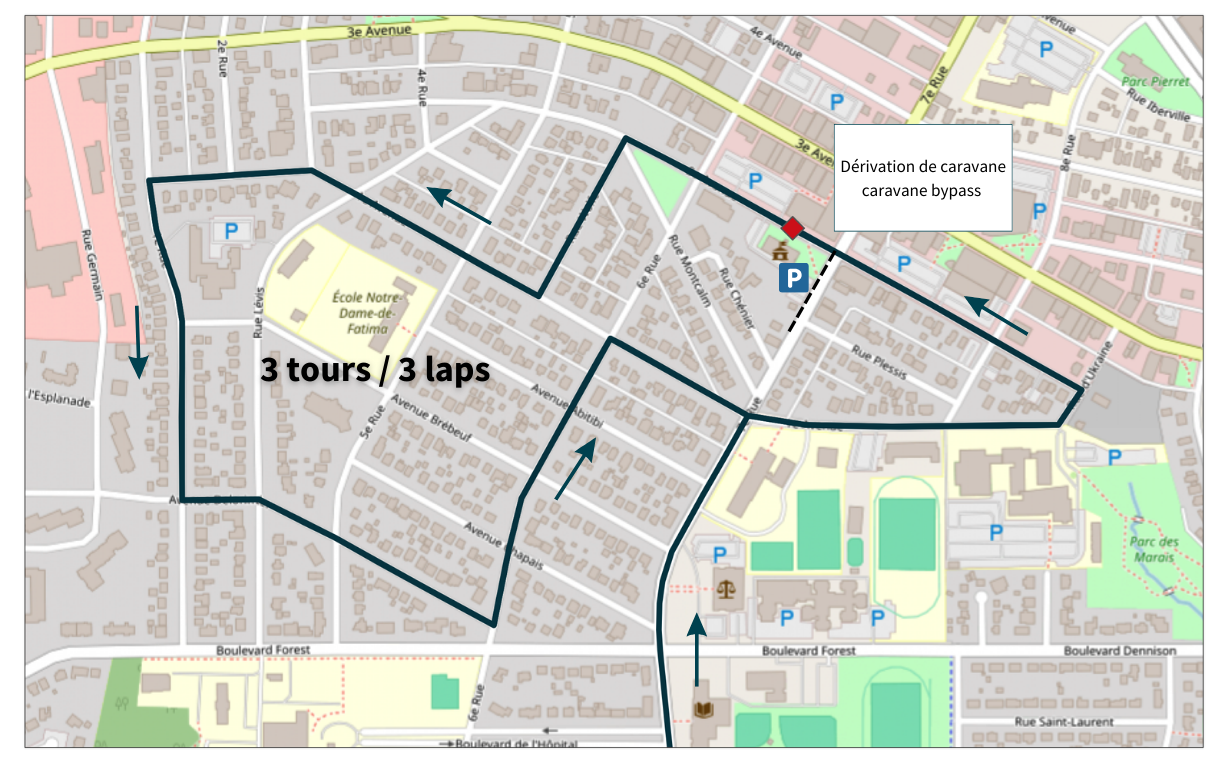 3e Avenue
2e Rue
4e Rue
4e Avenue
7e Rue
P
Parc Pierret
Rue Iberville
P
3e Ave
8e Rue
Dérivation de caravane
caravane bypass
P
P
P
Rue Germain
6e Rue
Rue Montcalm
Rue Chénier
P
P
École Notre-
Dame-de-
Fatima
Rue Lévis
3 tours / 3 laps
Rue Plessis
d'Ukraine
l'Esplanade
Avenue Abitibi
Avenue Brébeuf
5e Rue
Rue
P
Avenue Chapais
P
P
Parc des
Marais
P
P
Boulevard Forest
Boulevard Forest
Boulevard Dennison
6e Rue
Rue Saint-Laurent
Boulevard de l'Hôpital